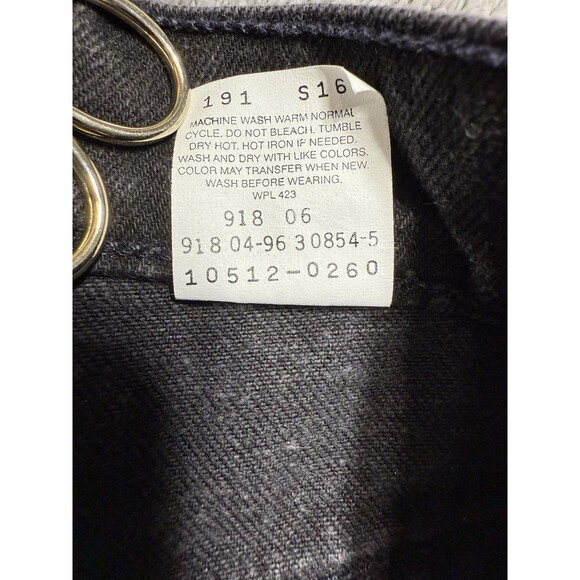 191 S16
MACHINE WASH WARM NORMAL
CYCLE. DO NOT BLEACH. TUMBLE
DRY HOT. HOT IRON IF NEEDED.
WASH AND DRY WITH LIKE COLORS.
COLOR MAY TRANSFER WHEN NEW.
WASH BEFORE WEARING.
WPL 423
918 06
918 04-96 30854-5
10512-0260